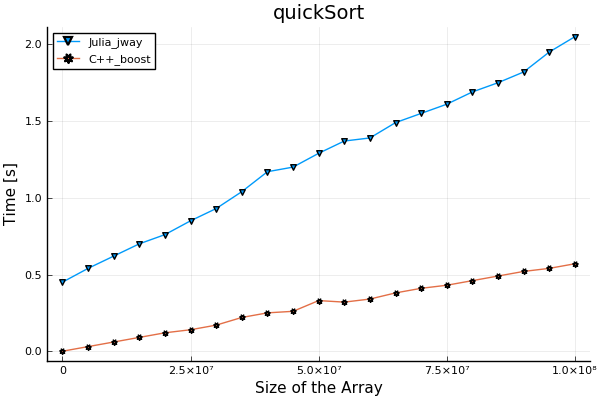 quickSort
Julia_jway
C++_boost
Time [s]
2.0
1.5
1.0
0.5
0.0
0
2.5×10⁷
5.0×10⁷
7.5×10⁷
1.0×10⁸
Size of the Array